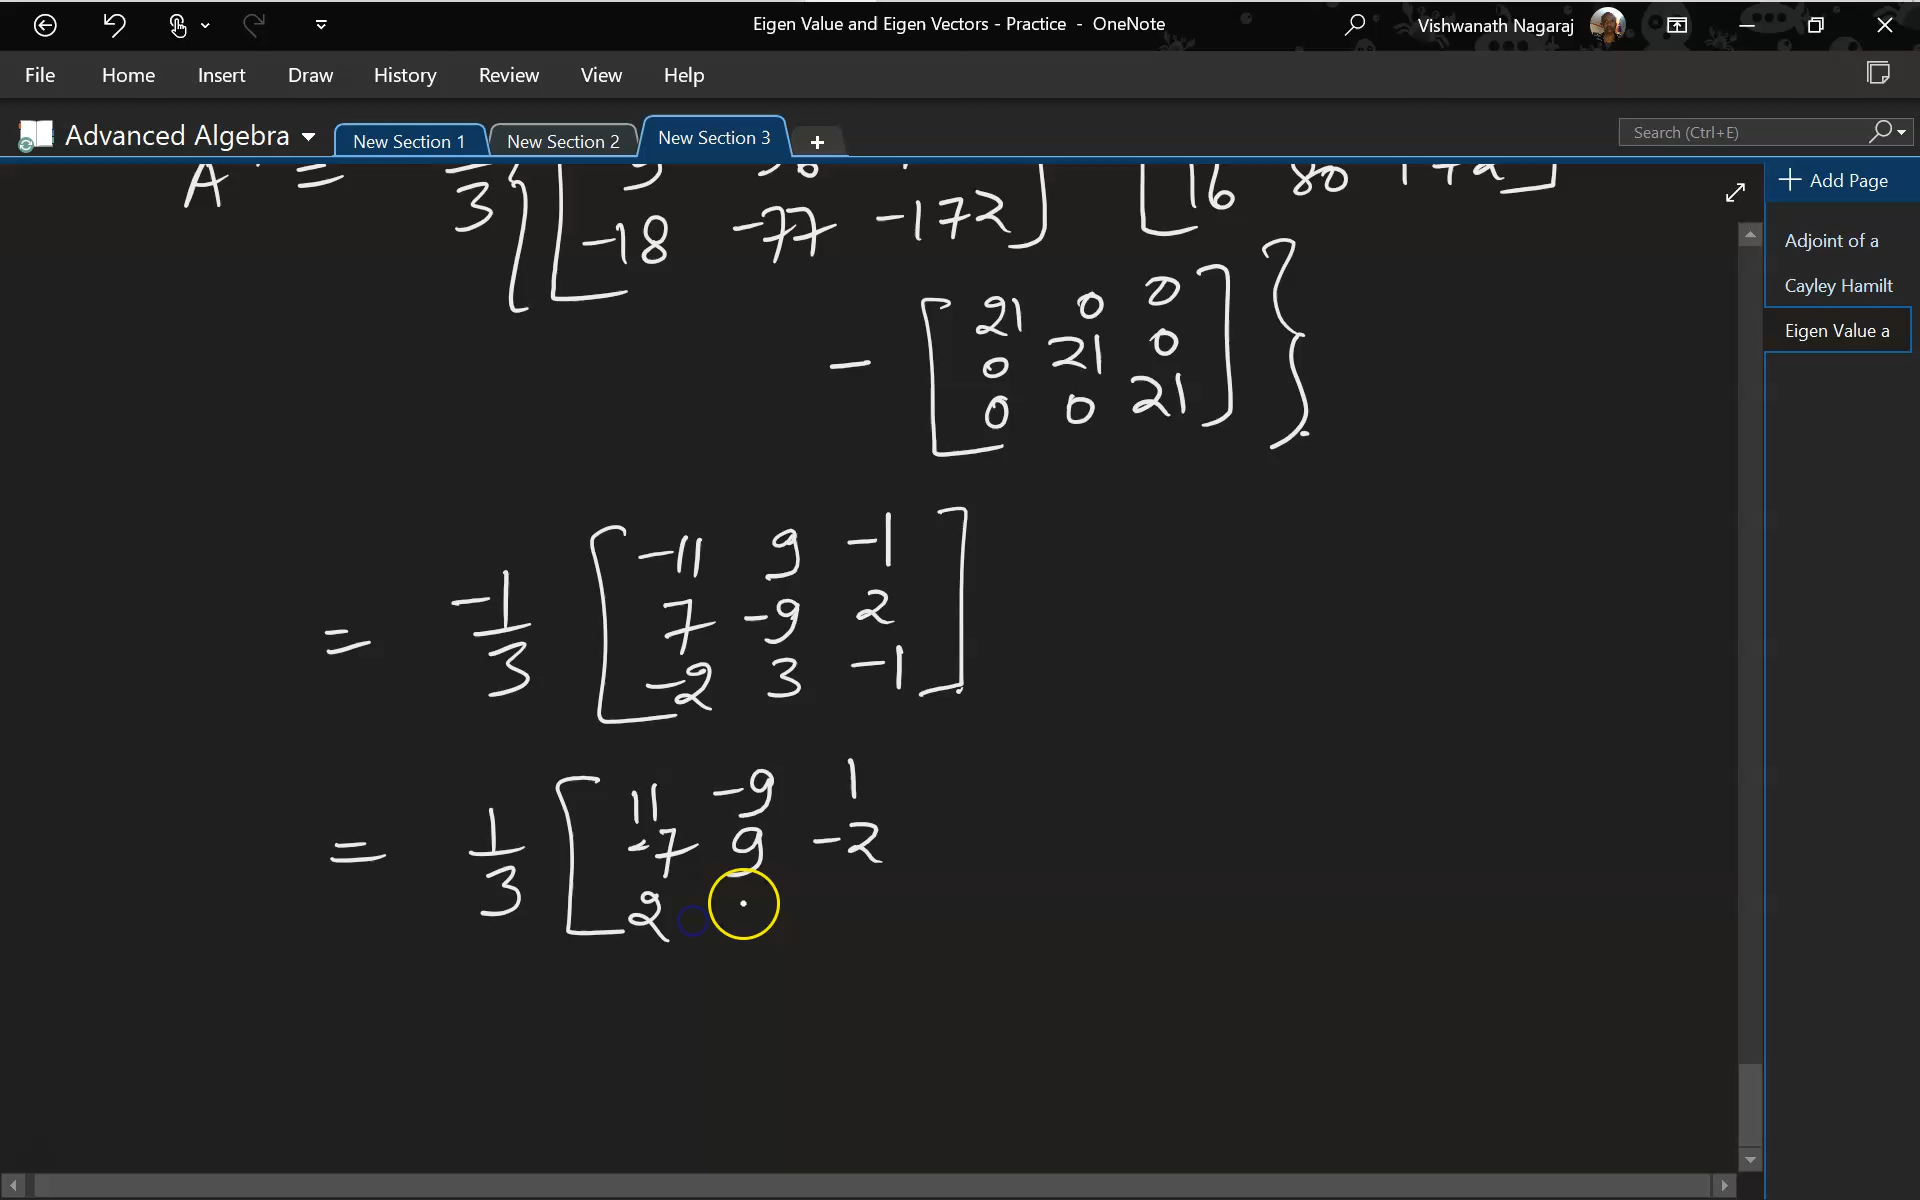 Eigen Value and Eigen Vectors - Practice - OneNote
Vishwanath Nagaraj
File Home Insert Draw History Review View Help
Advanced Algebra
New Section 1
New Section 2
New Section 3
+
Search (Ctrl+E)
Add Page
Adjoint of a
Cayley Hamilt
Eigen Value a
A =
3
16 80
-18 -77 -172
21 0 0
- 0 21 0
0 0 21
-11 9 -1
= -1/3 7 -9 2
-2 3 -1
11 -9 1
= 1/3 -7 9 -2
2